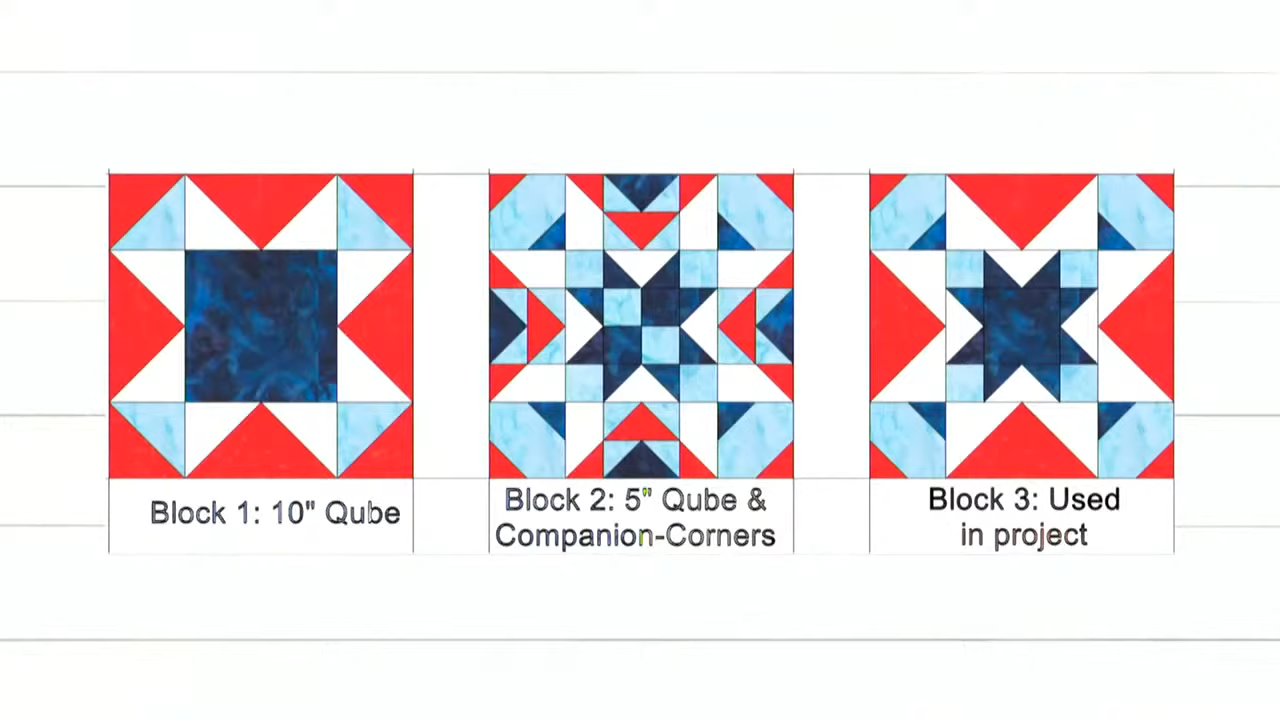 Block 1: 10" Qube
Block 2: 5" Qube &
Companion-Corners
Block 3: Used
in project